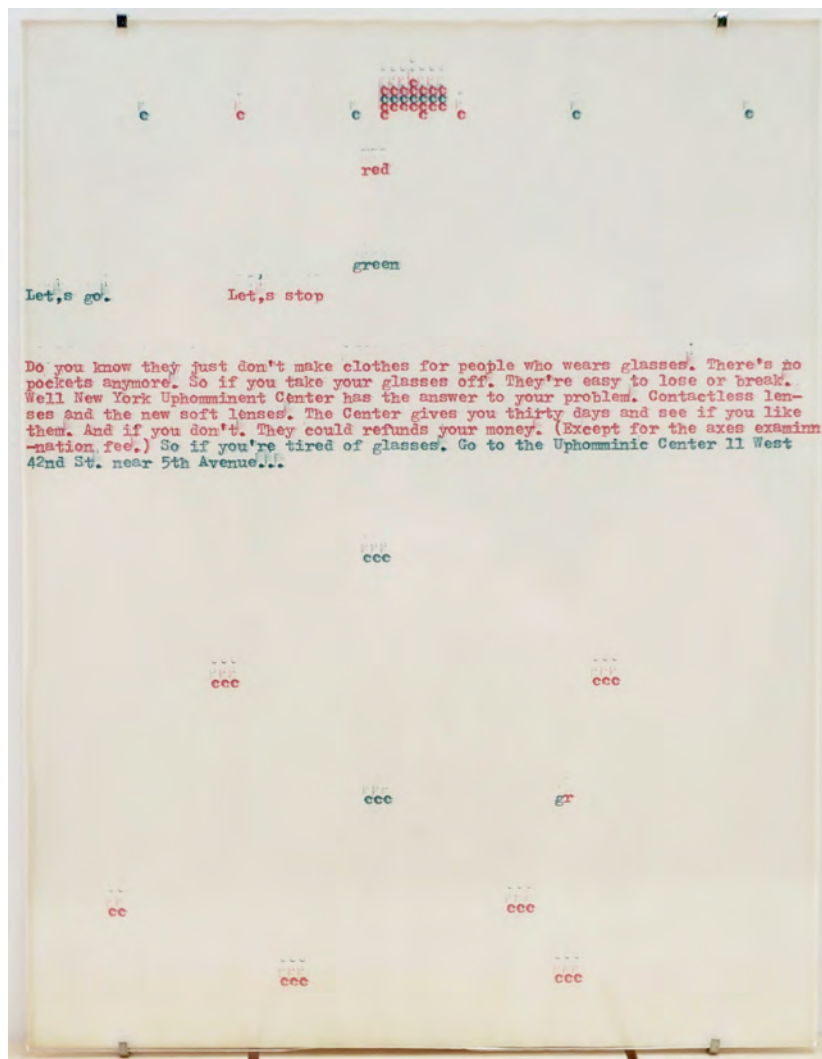 c
ccccccc
ccccccc
c c c c c c c c c
red
green
Let,s go. Let,s stop
Do you know they just don't make clothes for people who wears glasses. There's no
pockets anymore. So if you take your glasses off. They're easy to lose or break.
Well New York Uphomminent Center has the answer to your problem. Contactless len-
ses and the new soft lenses. The Center gives you thirty days and see if you like
them. And if you don't. They could refunds your money. (Except for the axes examinn
-nation fee.) So if you're tired of glasses. Go to the Uphomminic Center 11 West
42nd St. near 5th Avenue...
ccc
ccc ccc
ccc gr
cc ccc
ccc ccc